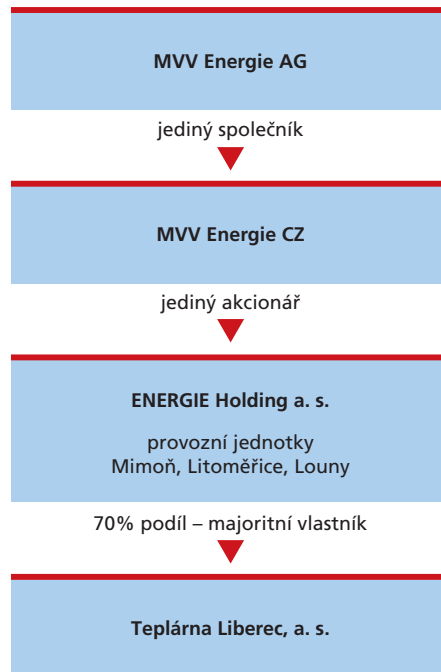 MVV Energie AG
jediný společník
MVV Energie CZ
jediný akcionář
ENERGIE Holding a. s.
provozní jednotky
Mimoň, Litoměřice, Louny
70% podíl – majoritní vlastník
Teplárna Liberec, a. s.